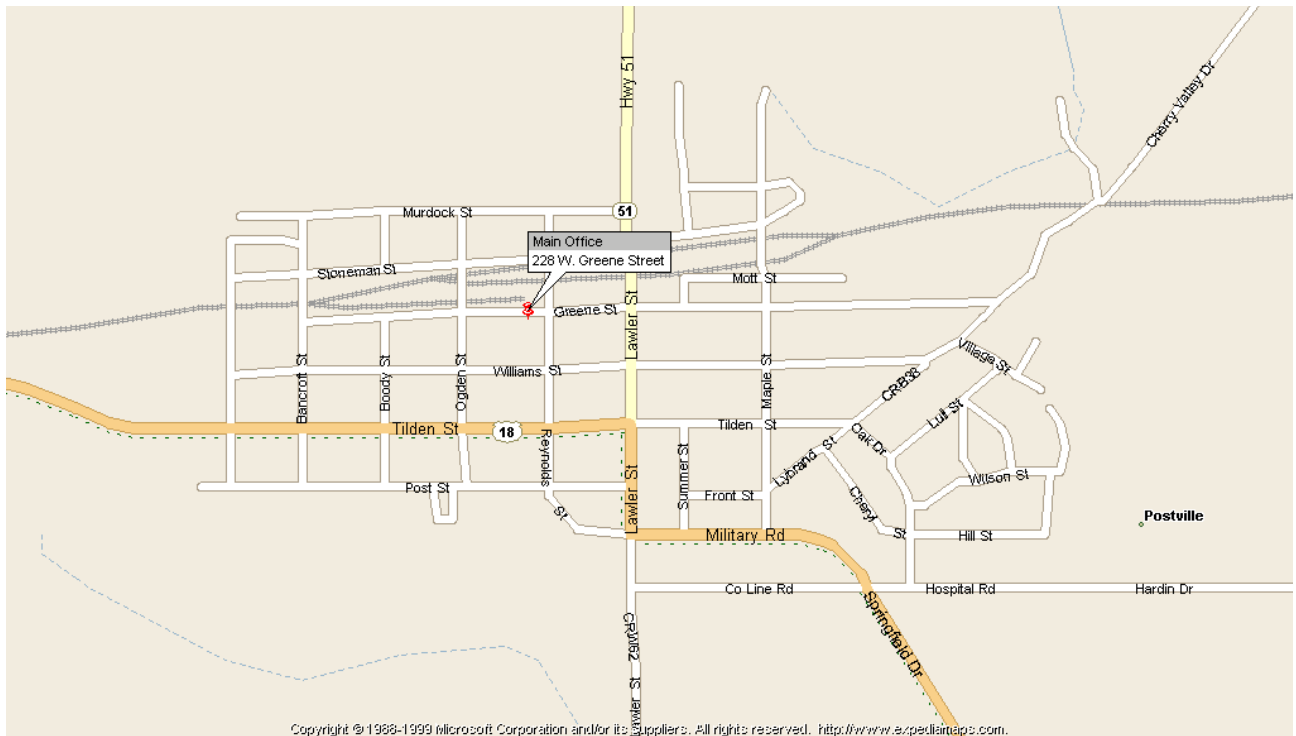 Hwy 51
Cherry Valley Dr
Murdock St
51
Main Office
228 W. Greene Street
Stoneman St
Mott St
Greene St
Lawler St
Village St
Williams St
Bancroft St
Boody St
Ogden St
Maple St
CR-B38
Lull St
Tilden St
18
Tilden St
Oak Dr
Reynolds
St
Lawler St
Summer St
Lybrand St
Wilson St
Post St
Front St
Cheryl
St
Postville
Military Rd
Hill St
Co Line Rd
Hospital Rd
Hardin Dr
Springfield Dr
CR-W62
Lawler St
Copyright © 1988-1999 Microsoft Corporation and/or its suppliers. All rights reserved. http://www.expediamaps.com.